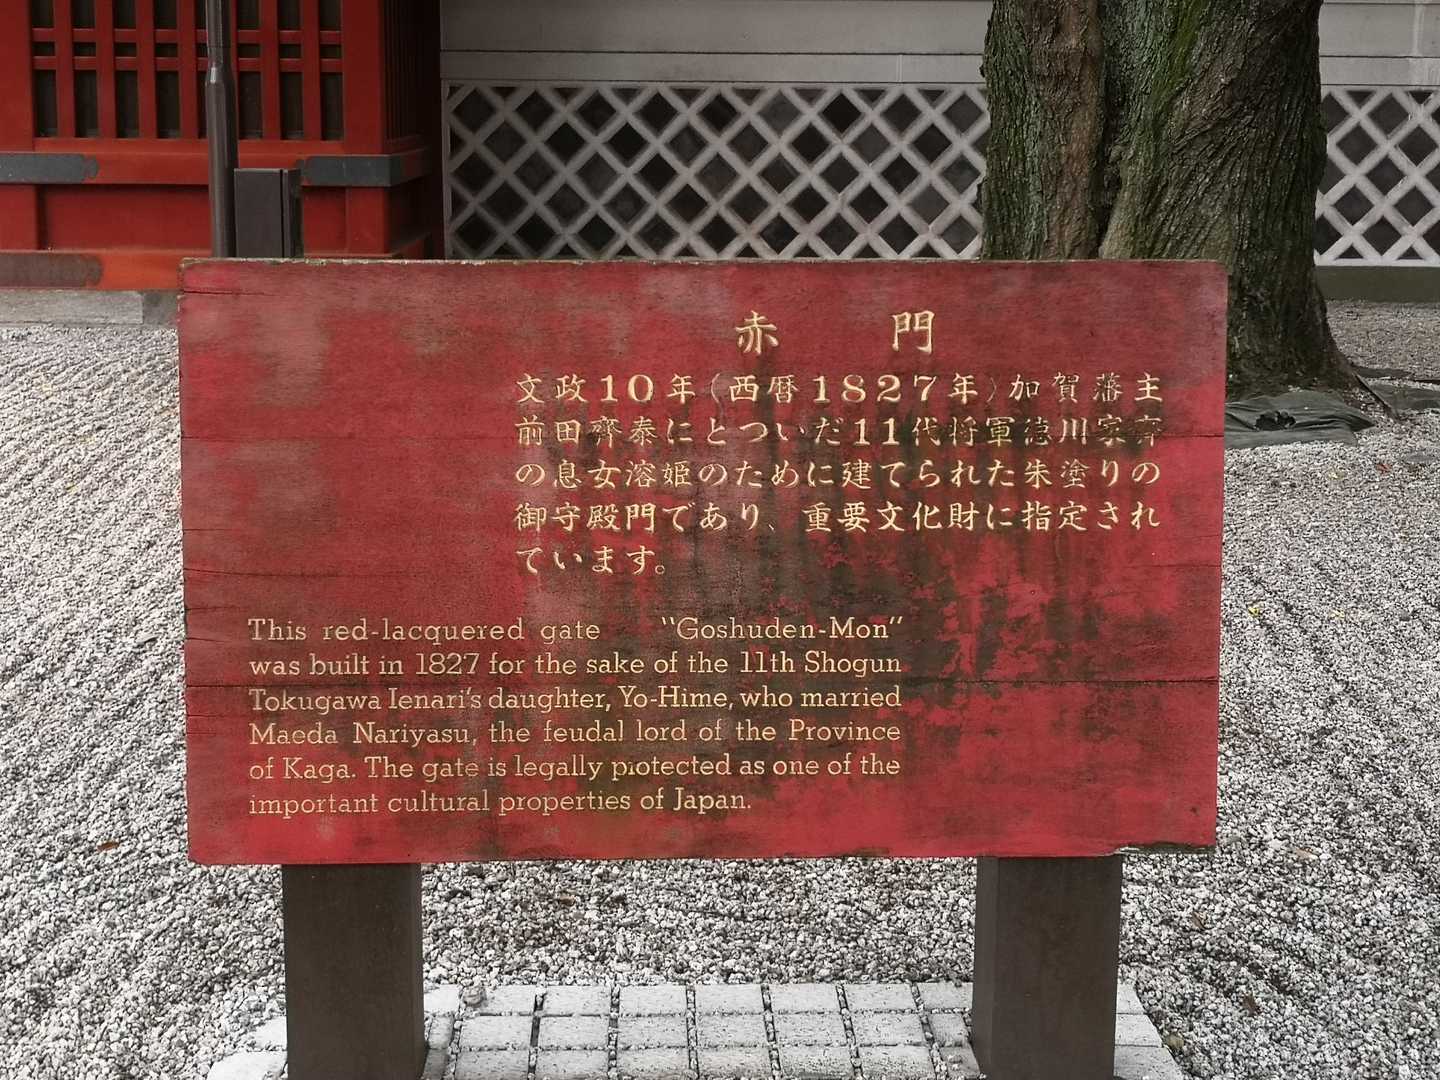 赤門
文政10年(西暦1827年)加賀藩主
前田齊泰にとついだ11代将軍徳川家齊
の息女溶姫のために建てられた朱塗りの
御守殿門であり、重要文化財に指定され
ています。
This red-lacquered gate "Goshuden-Mon"
was built in 1827 for the sake of the 11th Shogun
Tokugawa Ienari's daughter, Yo-Hime, who married
Maeda Nariyasu, the feudal lord of the Province
of Kaga. The gate is legally protected as one of the
important cultural properties of Japan.